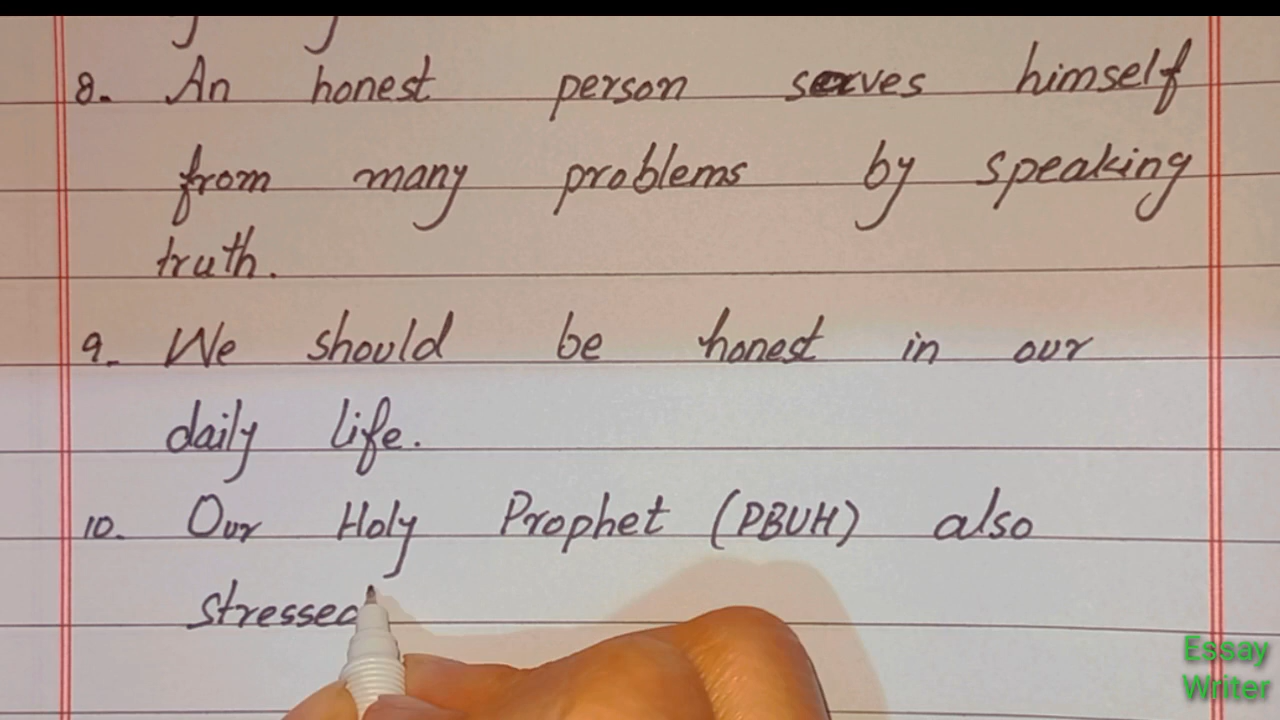 8. An honest person serves himself
from many problems by speaking
truth.
9. We should be honest in our
daily life.
10. Our Holy Prophet (PBUH) also
stressed
Essay
Writer